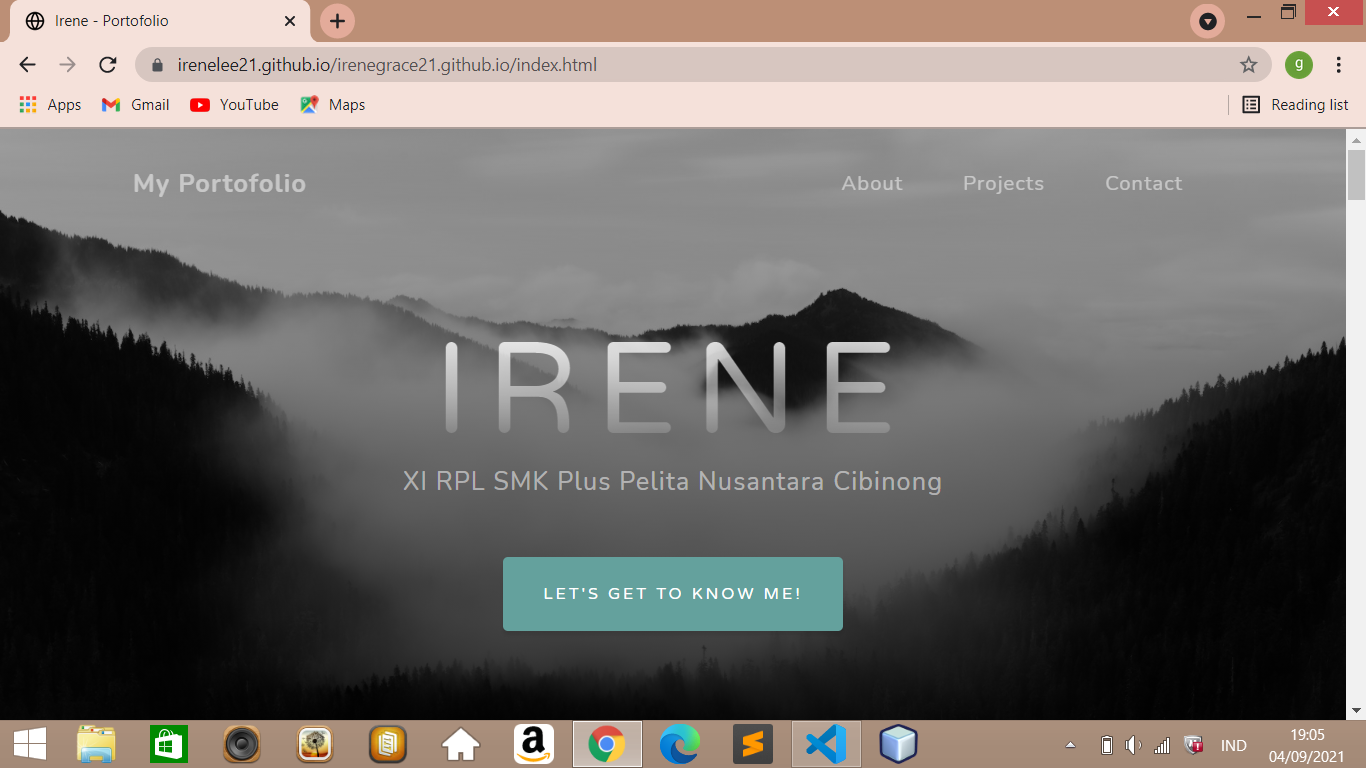 Irene - Portofolio
irenelee21.github.io/irenegrace21.github.io/index.html
g
Apps Gmail YouTube Maps Reading list
My Portofolio About Projects Contact
IRENE
XI RPL SMK Plus Pelita Nusantara Cibinong
LET'S GET TO KNOW ME!
a
IND
19:05
04/09/2021